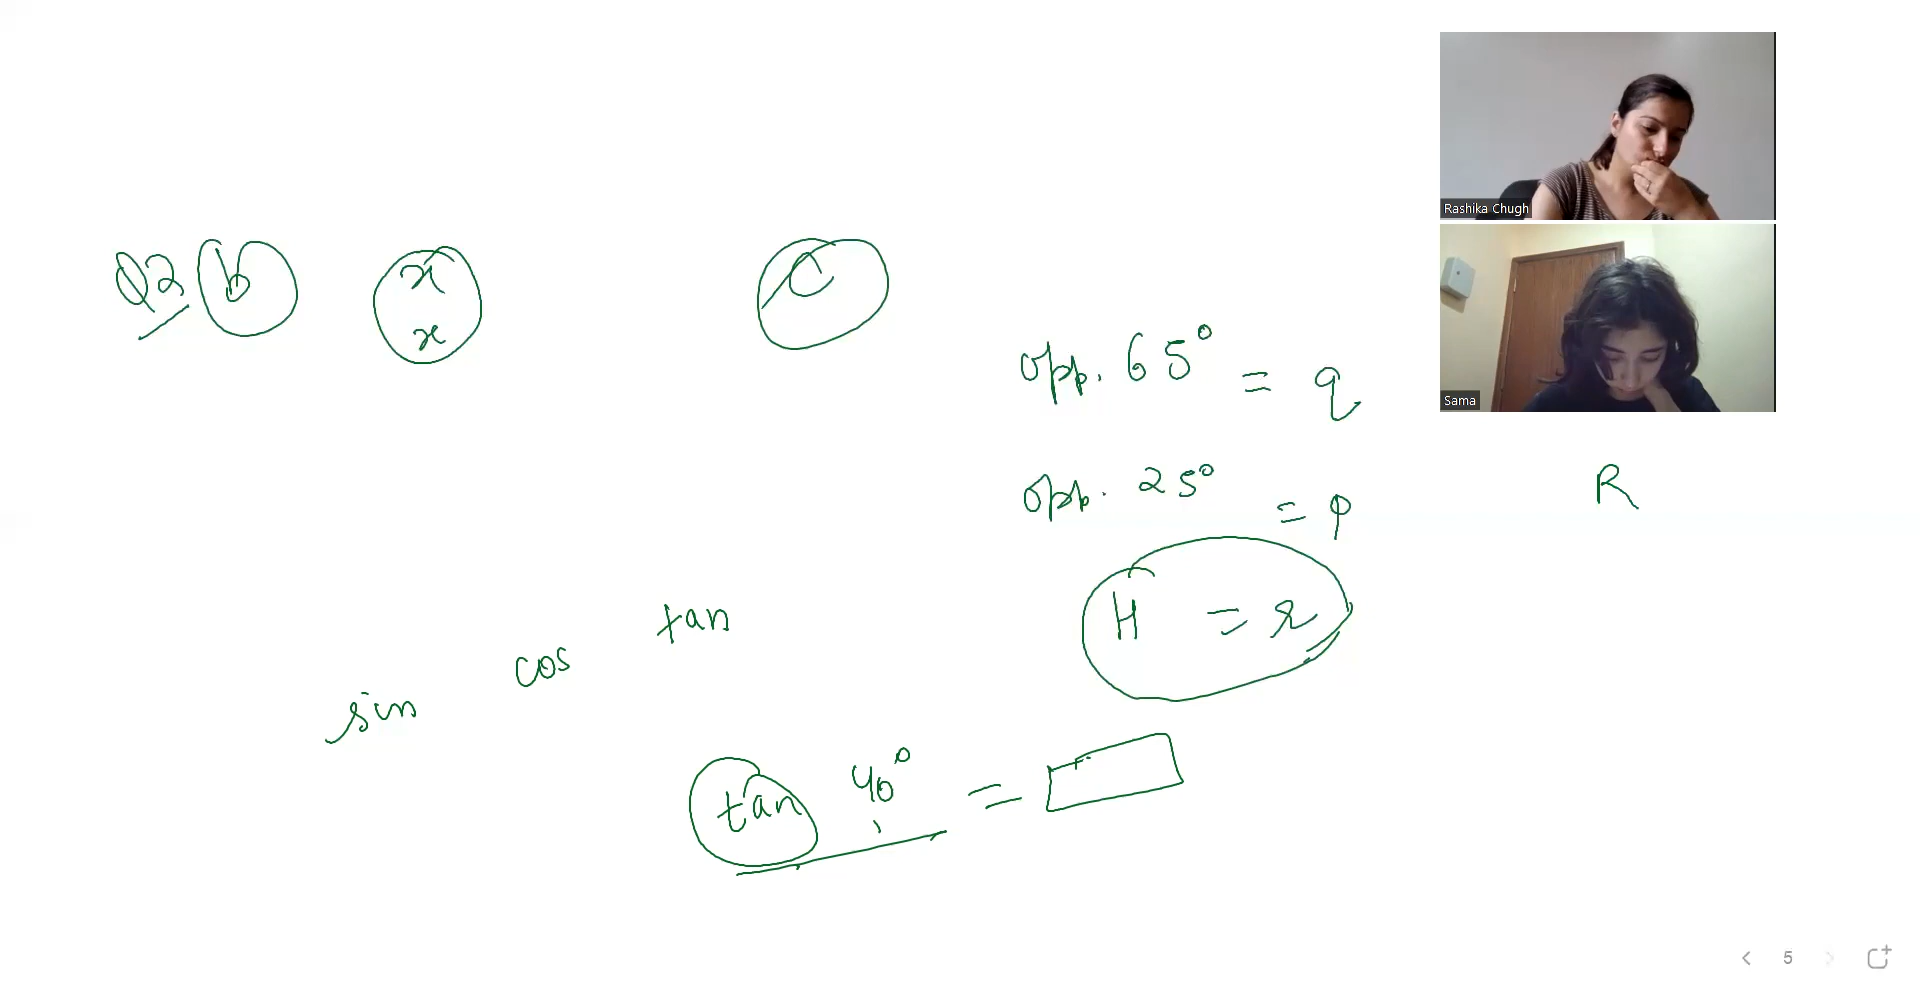 Rashika Chugh
Sama
Q2 b
x
x
C
opp. 65° = q
opp. 25° = p
R
H = r
sin cos tan
tan 40° =
5